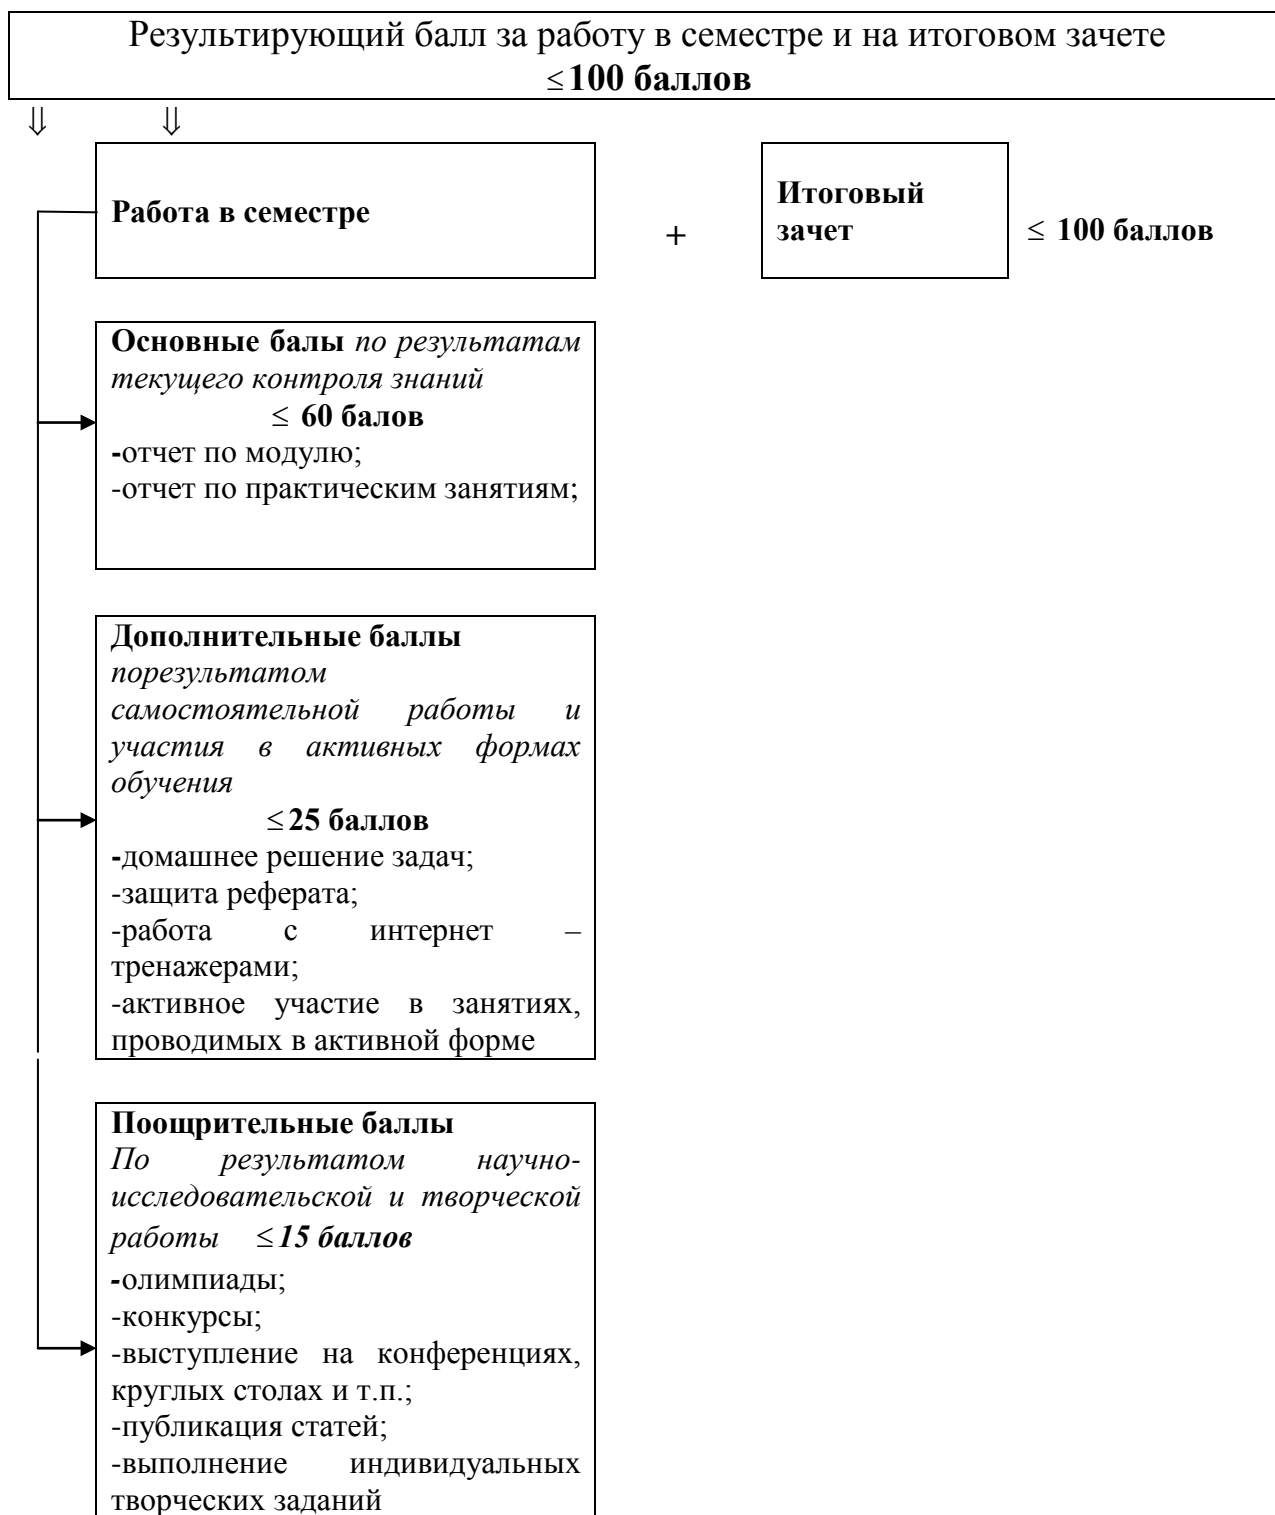 Результирующий балл за работу в семестре и на итоговом зачете
≤ 100 баллов
⇓ ⇓
Работа в семестре
+
Итоговый
зачет
≤ 100 баллов
Основные балы по результатам
текущего контроля знаний
≤ 60 балов
-отчет по модулю;
-отчет по практическим занятиям;
Дополнительные баллы
порезультатом
самостоятельной работы и
участия в активных формах
обучения
≤ 25 баллов
-домашнее решение задач;
-защита реферата;
-работа с интернет –
тренажерами;
-активное участие в занятиях,
проводимых в активной форме
Поощрительные баллы
По результатом научно-
исследовательской и творческой
работы ≤ 15 баллов
-олимпиады;
-конкурсы;
-выступление на конференциях,
круглых столах и т.п.;
-публикация статей;
-выполнение индивидуальных
творческих заданий